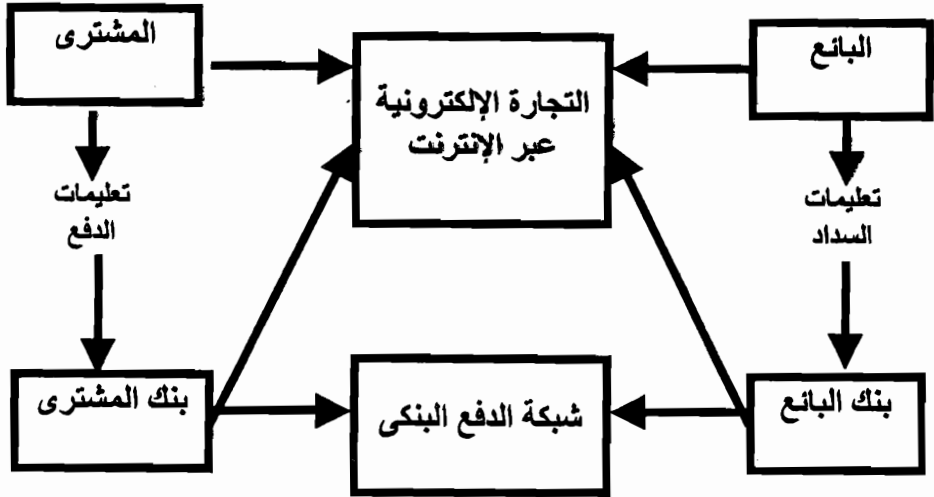 البائع
التجارة الإلكترونية
عبر الإنترنت
المشترى
تعليمات
السداد
تعليمات
الدفع
بنك البائع
شبكة الدفع البنكى
بنك المشترى